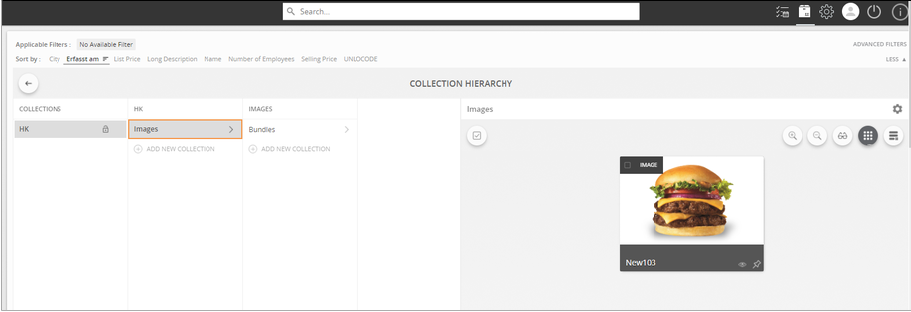 Search...
Applicable Filters : No Available Filter ADVANCED FILTERS
Sort by : City Erfasst am List Price Long Description Name Number of Employees Selling Price UNLOCODE LESS
COLLECTION HIERARCHY
COLLECTIONS HK IMAGES Images
HK Images Bundles
ADD NEW COLLECTION ADD NEW COLLECTION
IMAGE
New103